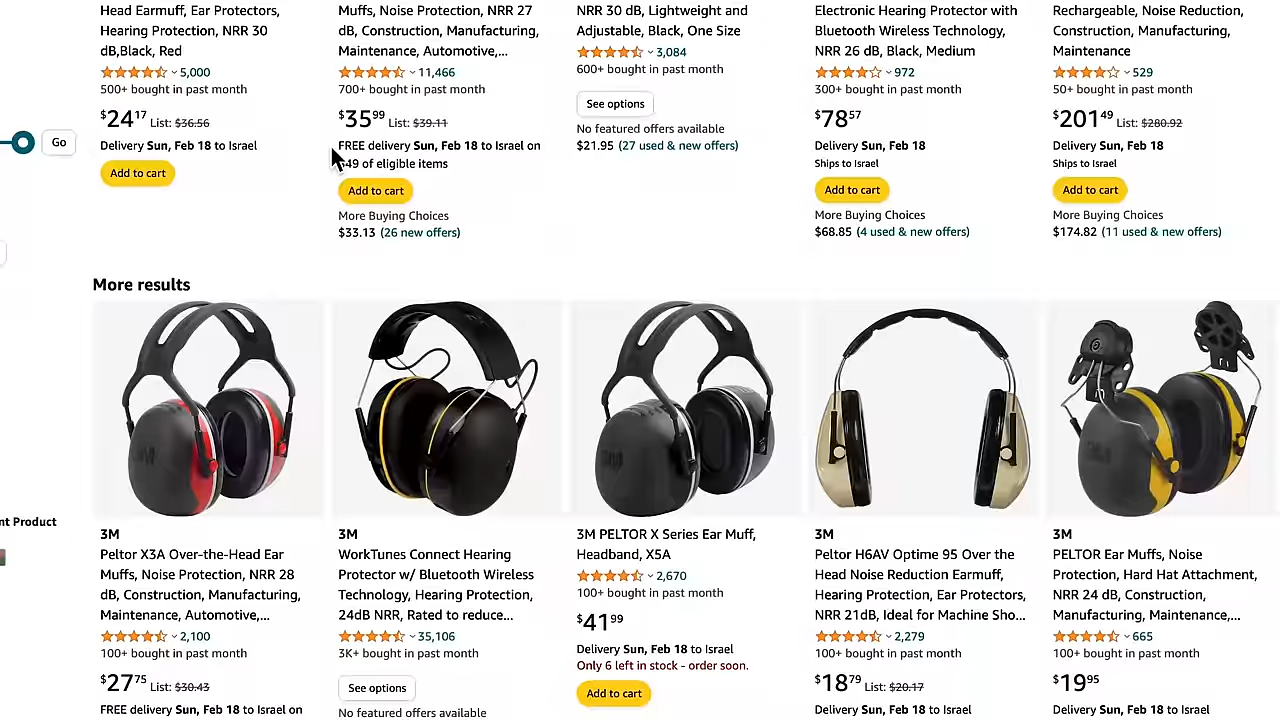 Head Earmuff, Ear Protectors,
Hearing Protection, NRR 30
dB,Black, Red
5,000
500+ bought in past month
$24.17 List: $36.56
Delivery Sun, Feb 18 to Israel
Add to cart
Muffs, Noise Protection, NRR 27
dB, Construction, Manufacturing,
Maintenance, Automotive,...
11,466
700+ bought in past month
$35.99 List: $39.11
FREE delivery Sun, Feb 18 to Israel on
$49 of eligible items
Add to cart
More Buying Choices
$33.13 (26 new offers)
NRR 30 dB, Lightweight and
Adjustable, Black, One Size
3,084
600+ bought in past month
See options
No featured offers available
$21.95 (27 used & new offers)
Electronic Hearing Protector with
Bluetooth Wireless Technology,
NRR 26 dB, Black, Medium
972
300+ bought in past month
$78.57
Delivery Sun, Feb 18
Ships to Israel
Add to cart
More Buying Choices
$68.85 (4 used & new offers)
Rechargeable, Noise Reduction,
Construction, Manufacturing,
Maintenance
529
50+ bought in past month
$201.49 List: $280.92
Delivery Sun, Feb 18
Ships to Israel
Add to cart
More Buying Choices
$174.82 (11 used & new offers)
Go
nt Product
More results
3M
Peltor X3A Over-the-Head Ear
Muffs, Noise Protection, NRR 28
dB, Construction, Manufacturing,
Maintenance, Automotive,...
2,100
100+ bought in past month
$27.75 List: $30.43
FREE delivery Sun, Feb 18 to Israel on
3M
WorkTunes Connect Hearing
Protector w/ Bluetooth Wireless
Technology, Hearing Protection,
24dB NRR, Rated to reduce...
35,106
3K+ bought in past month
See options
No featured offers available
3M PELTOR X Series Ear Muff,
Headband, X5A
2,670
100+ bought in past month
$41.99
Delivery Sun, Feb 18 to Israel
Only 6 left in stock - order soon.
Add to cart
3M
Peltor H6AV Optime 95 Over the
Head Noise Reduction Earmuff,
Hearing Protection, Ear Protectors,
NRR 21dB, Ideal for Machine Sho...
2,279
100+ bought in past month
$18.79 List: $20.17
Delivery Sun, Feb 18 to Israel
3M
PELTOR Ear Muffs, Noise
Protection, Hard Hat Attachment,
NRR 24 dB, Construction,
Manufacturing, Maintenance,...
665
100+ bought in past month
$19.95
Delivery Sun, Feb 18 to Israel